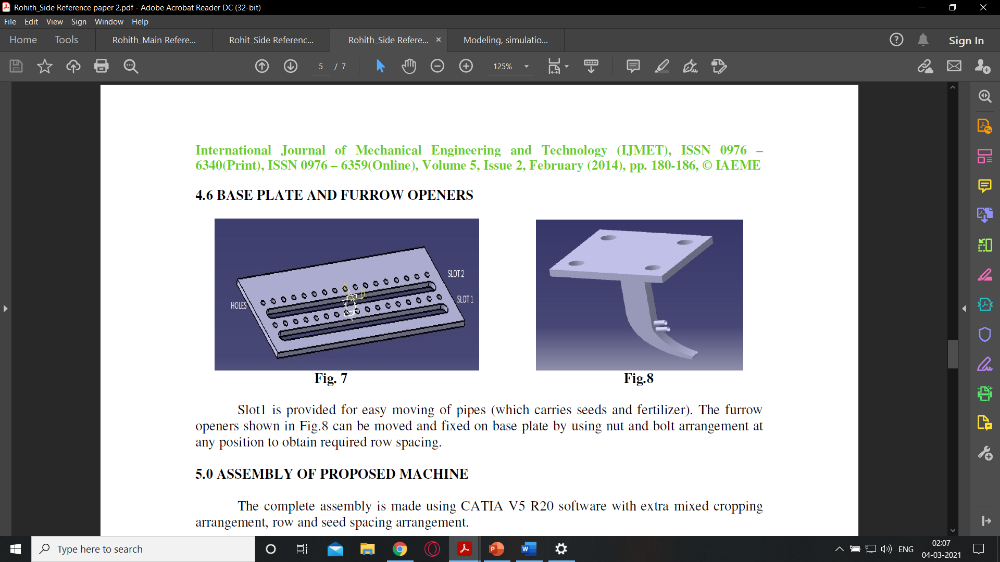 Rohith_Side Reference paper 2.pdf - Adobe Acrobat Reader DC (32-bit)
File Edit View Sign Window Help
Home Tools Rohith_Main Refere... Rohit_Side Referenc... Rohith_Side Refere... Modeling, simulatio... Sign In
5 / 7 125%
International Journal of Mechanical Engineering and Technology (IJMET), ISSN 0976 –
6340(Print), ISSN 0976 – 6359(Online), Volume 5, Issue 2, February (2014), pp. 180-186, © IAEME
4.6 BASE PLATE AND FURROW OPENERS
SLOT 2
SLOT 1
HOLES
Fig. 7
Fig.8
Slot1 is provided for easy moving of pipes (which carries seeds and fertilizer). The furrow
openers shown in Fig.8 can be moved and fixed on base plate by using nut and bolt arrangement at
any position to obtain required row spacing.
5.0 ASSEMBLY OF PROPOSED MACHINE
The complete assembly is made using CATIA V5 R20 software with extra mixed cropping
arrangement, row and seed spacing arrangement.
Type here to search
ENG
02:07
04-03-2021